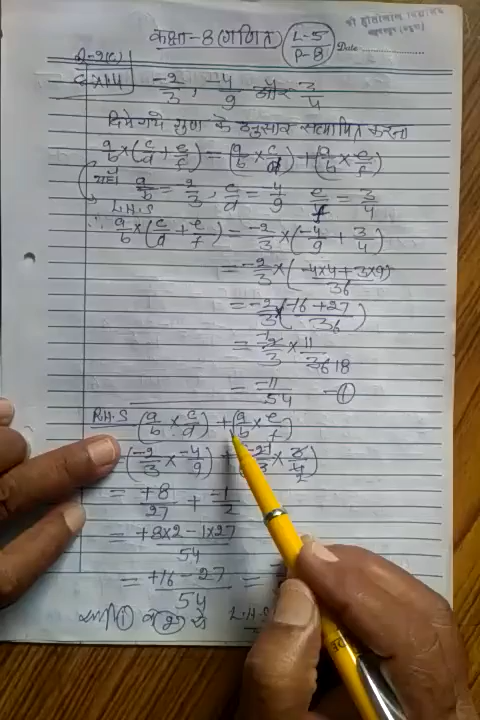 कक्षा-8 (गणित) L-5
P-8 Date
-2/3, -4/9 और 3/4
दिये गये गुण के अनुसार सत्यापित करना
a/b×(c/d+e/f)=(a/b×c/d)+(a/b×e/f)
यहाँ a/b=-2/3, c/d=-4/9 e/f=3/4
L.H.S
∴ a/b×(c/d+e/f)=-2/3×(-4/9+3/4)
=-2/3×(-4×4+3×9/36)
=-2/3×(-16+27/36)
=-2/3×11/36 18
=-11/54 -①
R.H.S (a/b×c/d)+(a/b×e/f)
(-2/3×-4/9)+(-2/3×3/4)
=+8/27+-1/2
=+8×2-1×27/54
=+16-27/54=
① व ② से L.H.S